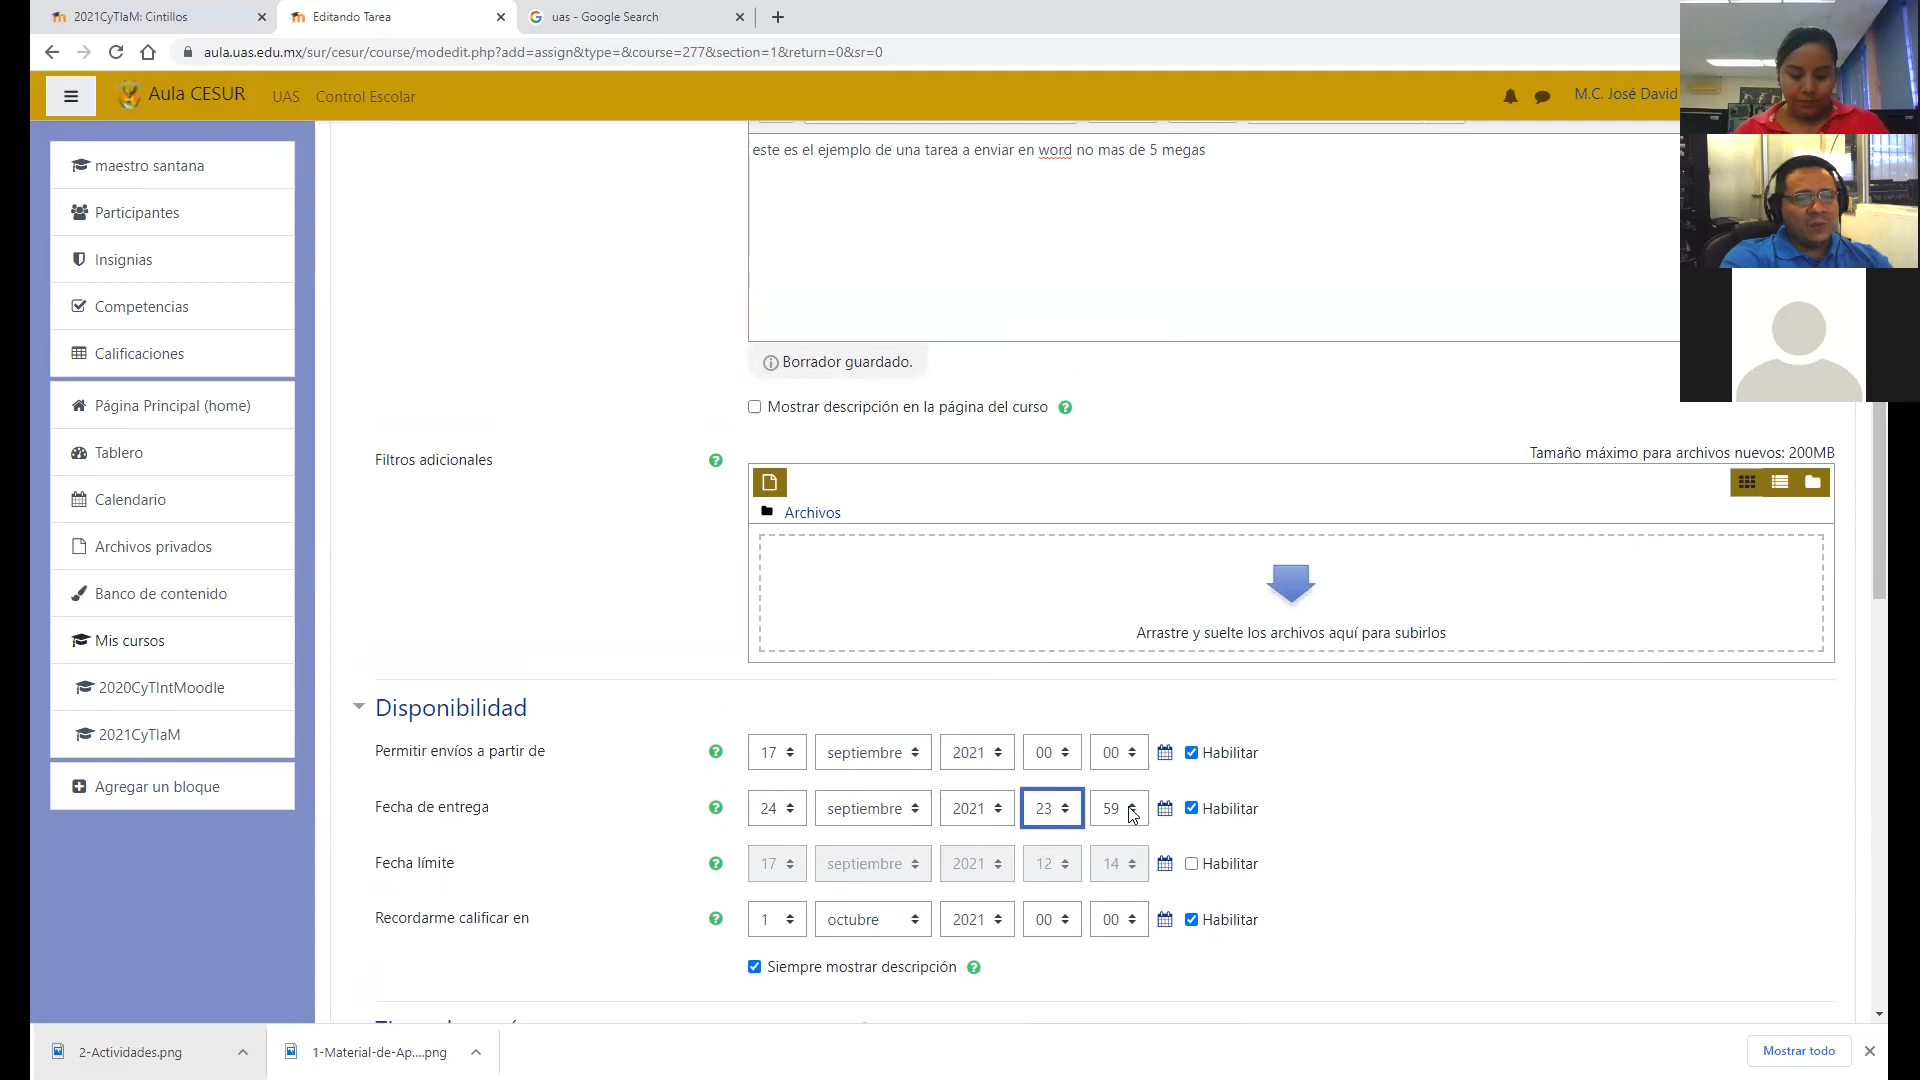 2021CyTIaM: Cintillos
Editando Tarea
uas - Google Search
aula.uas.edu.mx/sur/cesur/course/modedit.php?add=assign&type=&course=277&section=1&return=0&sr=0
Aula CESUR
UAS
Control Escolar
M.C. José David
maestro santana
Participantes
Insignias
Competencias
Calificaciones
Página Principal (home)
Tablero
Calendario
Archivos privados
Banco de contenido
Mis cursos
2020CyTIntMoodle
2021CyTIaM
Agregar un bloque
este es el ejemplo de una tarea a enviar en word no mas de 5 megas
Borrador guardado.
Mostrar descripción en la página del curso
Filtros adicionales
Tamaño máximo para archivos nuevos: 200MB
Archivos
Arrastre y suelte los archivos aquí para subirlos
Disponibilidad
Permitir envíos a partir de 17 septiembre 2021 00 00 Habilitar
Fecha de entrega 24 septiembre 2021 23 59 Habilitar
Fecha límite 17 septiembre 2021 12 14 Habilitar
Recordarme calificar en 1 octubre 2021 00 00 Habilitar
Siempre mostrar descripción
2-Actividades.png
1-Material-de-Ap....png
Mostrar todo